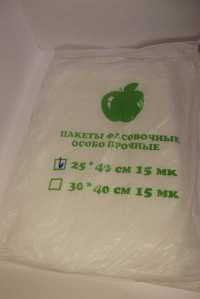 ПАКЕТЫ ФАСОВОЧНЫЕ
ОСОБО ПРОЧНЫЕ
25*40 СМ 15 МК
30*40 СМ 15 МК